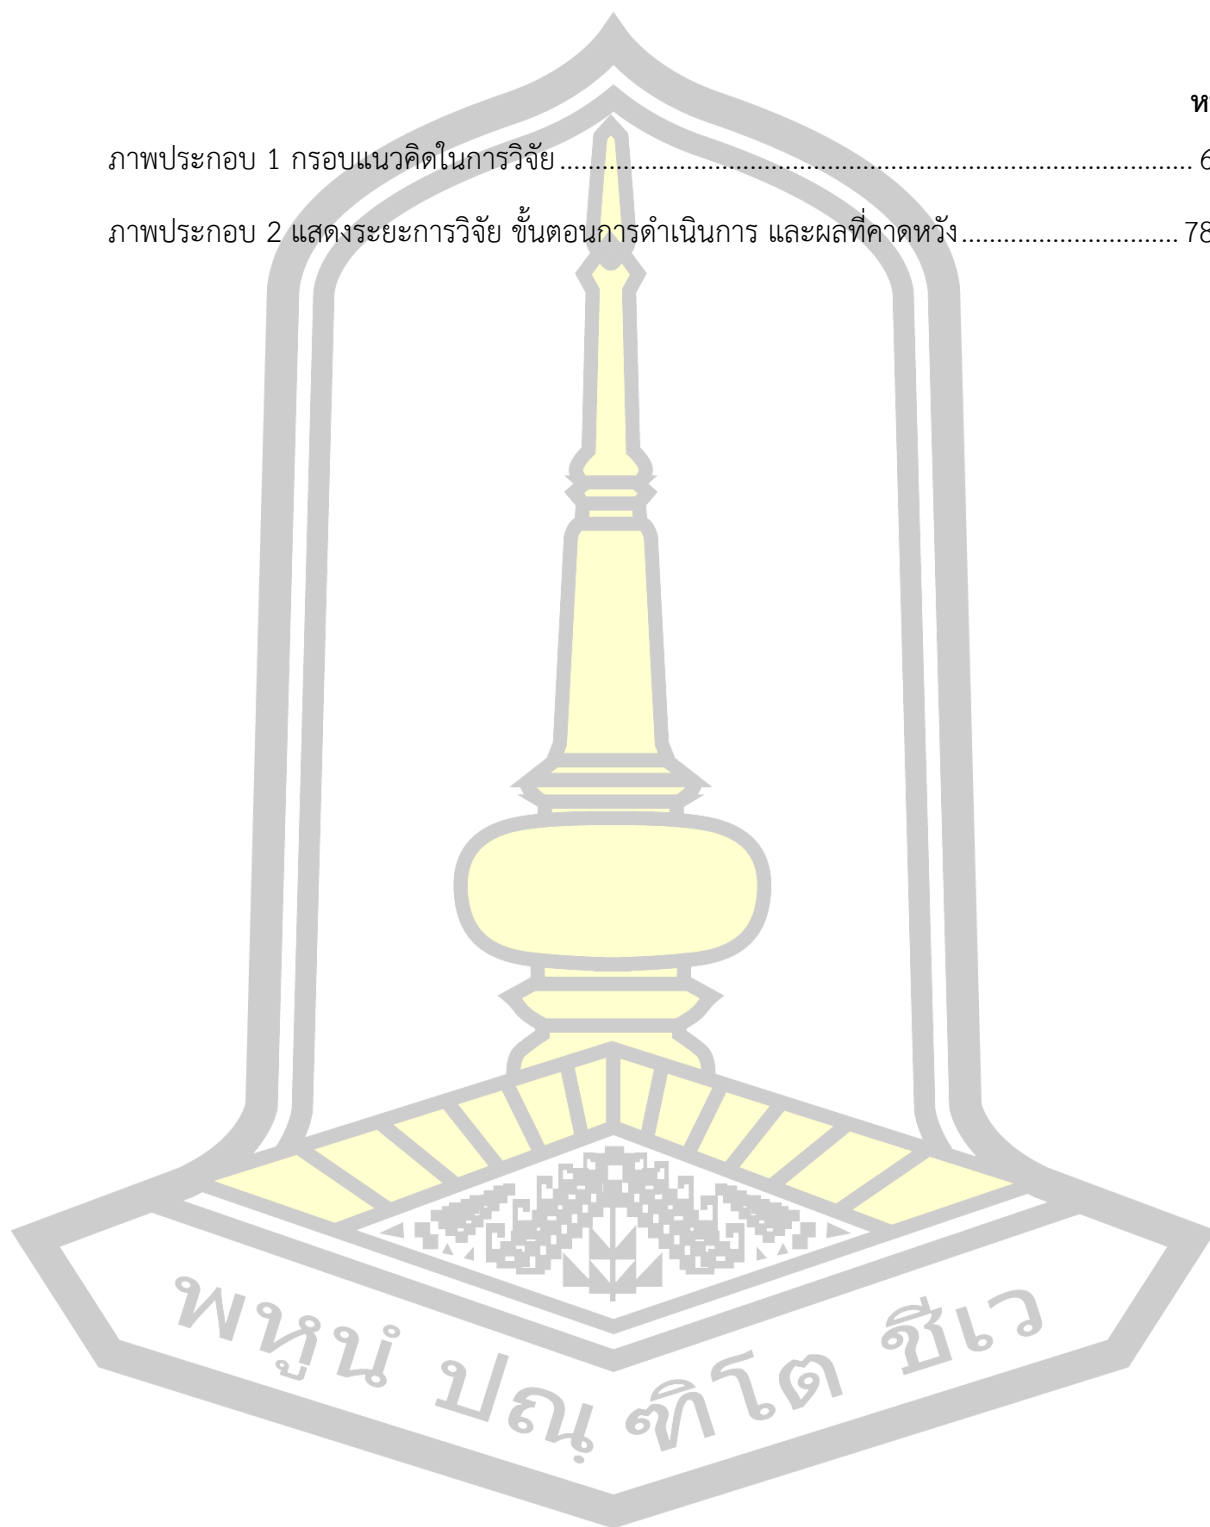 ภาพประกอบ 1 กรอบแนวคิดในการวิจัย ........................................................................................... 6
ภาพประกอบ 2 แสดงระยะการวิจัย ขั้นตอนการดำเนินการ และผลที่คาดหวัง ............................... 78
พหูนํ ปณฺ ฑิโต ชีเว